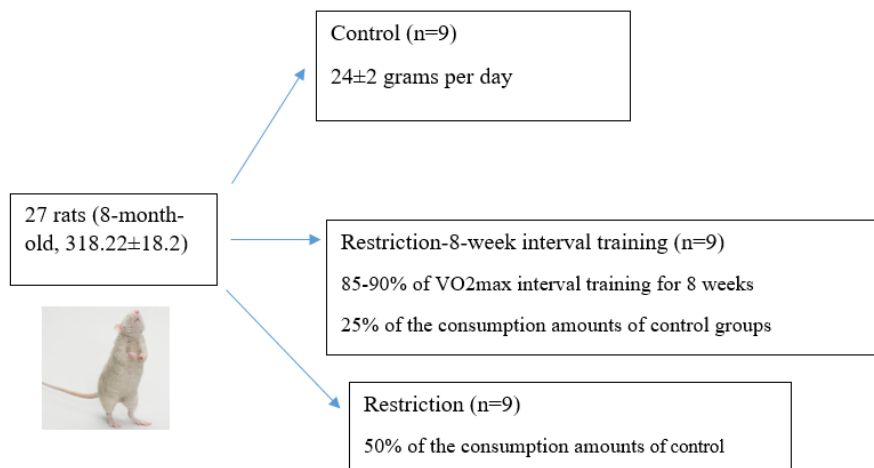 Control (n=9)
24±2 grams per day
27 rats (8-month-
old, 318.22±18.2)
Restriction-8-week interval training (n=9)
85-90% of VO2max interval training for 8 weeks
25% of the consumption amounts of control groups
Restriction (n=9)
50% of the consumption amounts of control